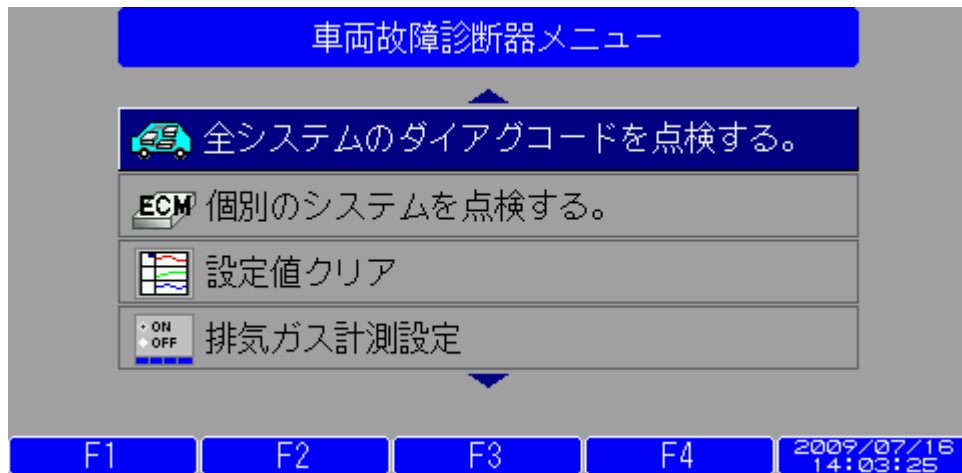 車両故障診断器メニュー
全システムのダイアグコードを点検する。
ECM 個別のシステムを点検する。
設定値クリア
ON
OFF
排気ガス計測設定
F1 F2 F3 F4 2009/07/16
14:03:25